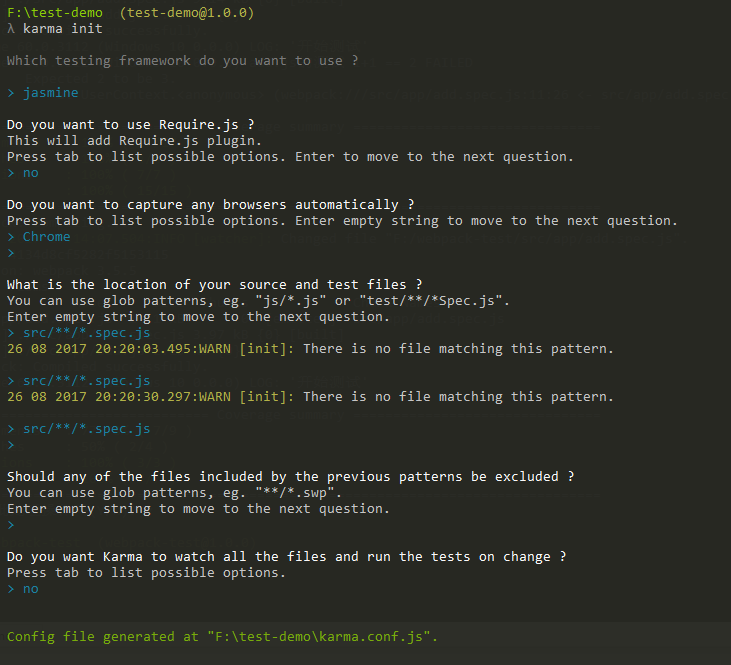 F:\test-demo (test-demo@1.0.0)
λ karma init
Which testing framework do you want to use ?
> jasmine
Do you want to use Require.js ?
This will add Require.js plugin.
Press tab to list possible options. Enter to move to the next question.
> no
Do you want to capture any browsers automatically ?
Press tab to list possible options. Enter empty string to move to the next question.
> Chrome
>
What is the location of your source and test files ?
You can use glob patterns, eg. "js/*.js" or "test/**/*Spec.js".
Enter empty string to move to the next question.
> src/**/*.spec.js
26 08 2017 20:20:03.495:WARN [init]: There is no file matching this pattern.
> src/**/*.spec.js
26 08 2017 20:20:30.297:WARN [init]: There is no file matching this pattern.
> src/**/*.spec.js
>
Should any of the files included by the previous patterns be excluded ?
You can use glob patterns, eg. "**/*.swp".
Enter empty string to move to the next question.
>
Do you want Karma to watch all the files and run the tests on change ?
Press tab to list possible options.
> no
Config file generated at "F:\test-demo\karma.conf.js".